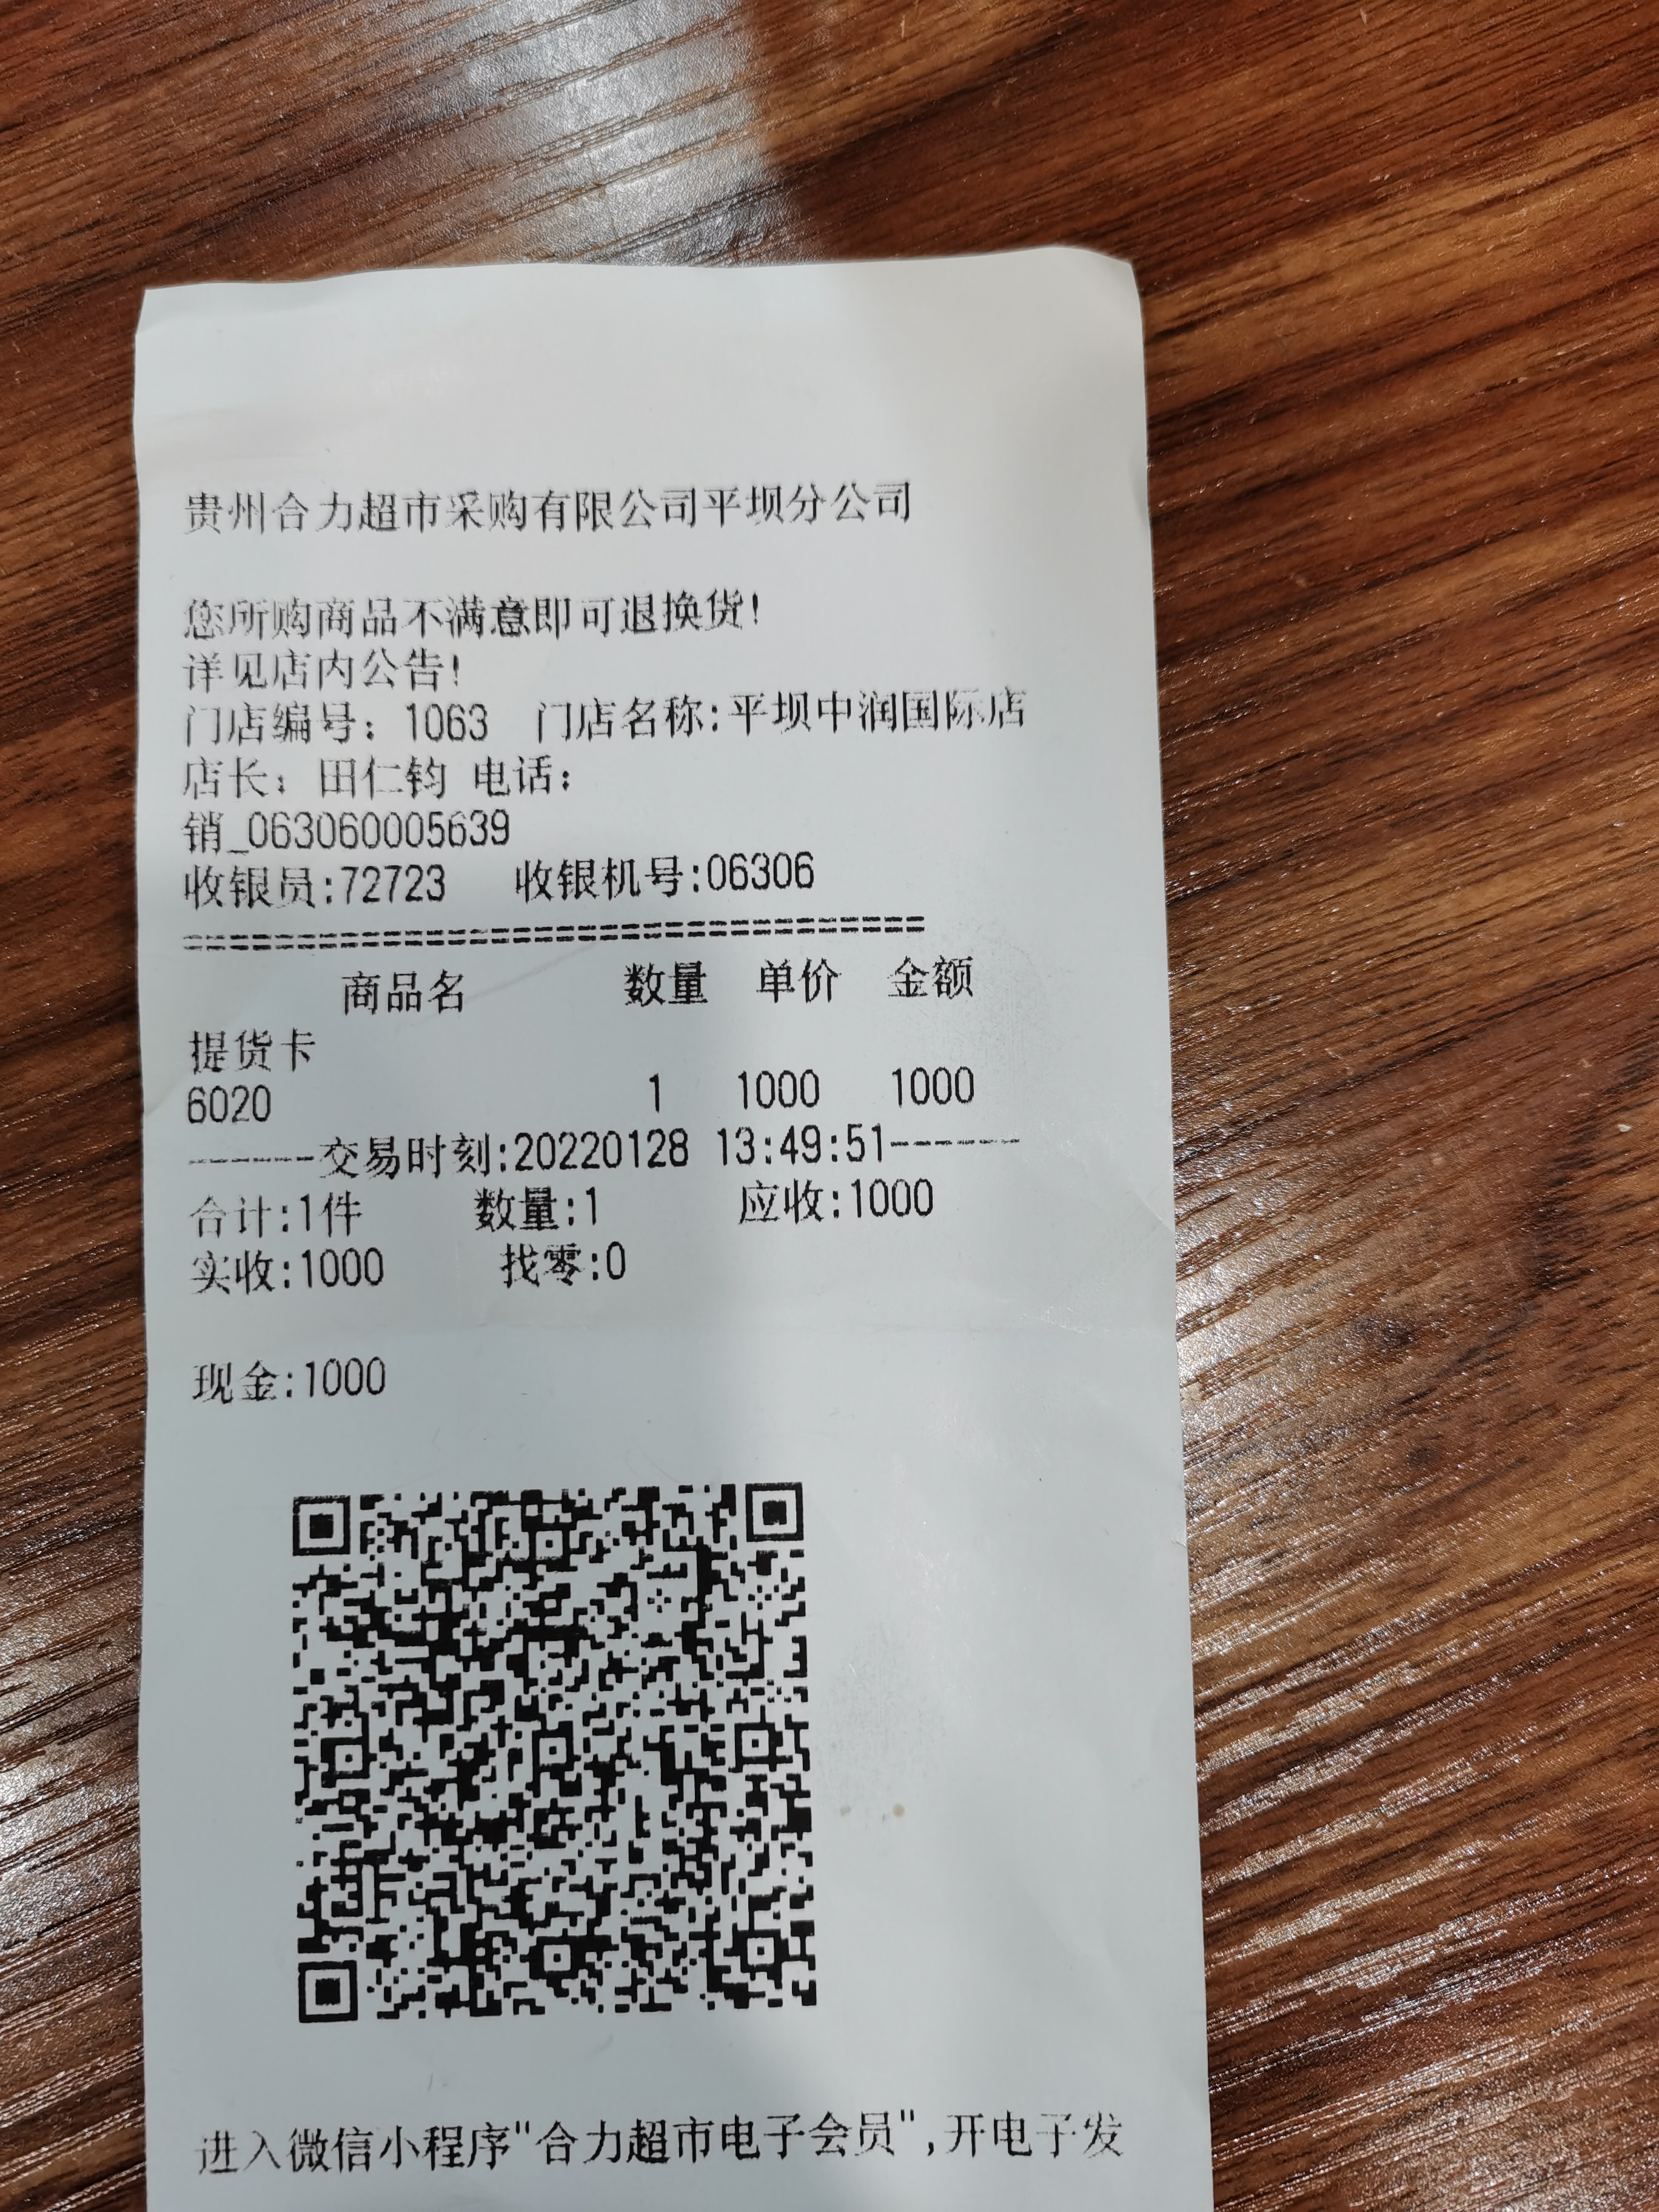 贵州合力超市采购有限公司平坝分公司
您所购商品不满意即可退换货!
详见店内公告!
门店编号: 1063 门店名称:平坝中润国际店
店长: 田仁钧 电话:
销_063060005639
收银员:72723 收银机号:06306
==================================
商品名 数量 单价 金额
提货卡
6020 1 1000 1000
------交易时刻:20220128 13:49:51------
合计:1件 数量:1 应收:1000
实收:1000 找零:0
现金:1000
进入微信小程序"合力超市电子会员",开电子发